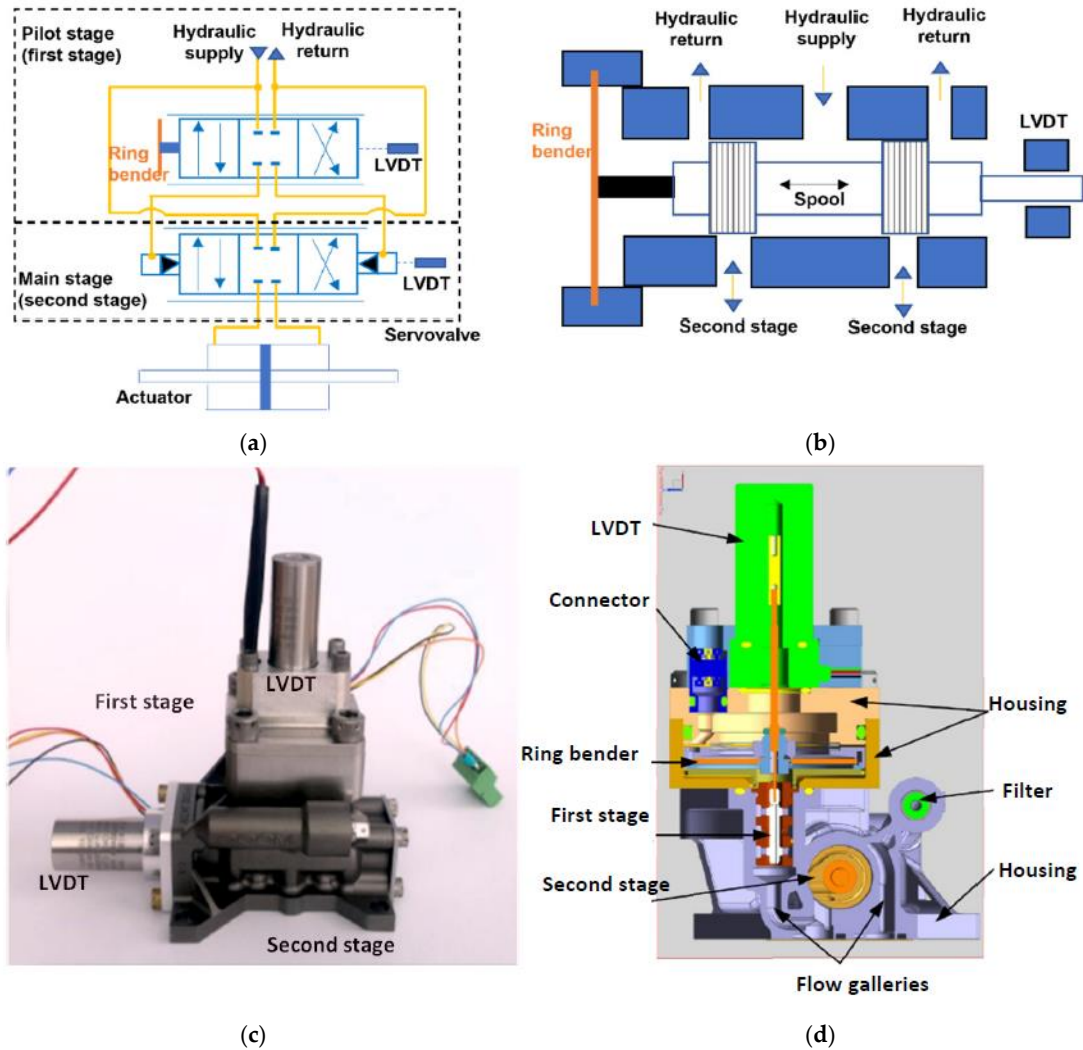 Pilot stage
(first stage)
Hydraulic
supply
Hydraulic
return
Ring
bender
LVDT
Main stage
(second stage)
LVDT
Servovalve
Actuator
(a)
Hydraulic
return
Hydraulic
supply
Hydraulic
return
Ring
bender
LVDT
Spool
Second stage
Second stage
(b)
First stage
LVDT
LVDT
Second stage
(c)
LVDT
Connector
Housing
Ring bender
Filter
First stage
Second stage
Housing
Flow galleries
(d)